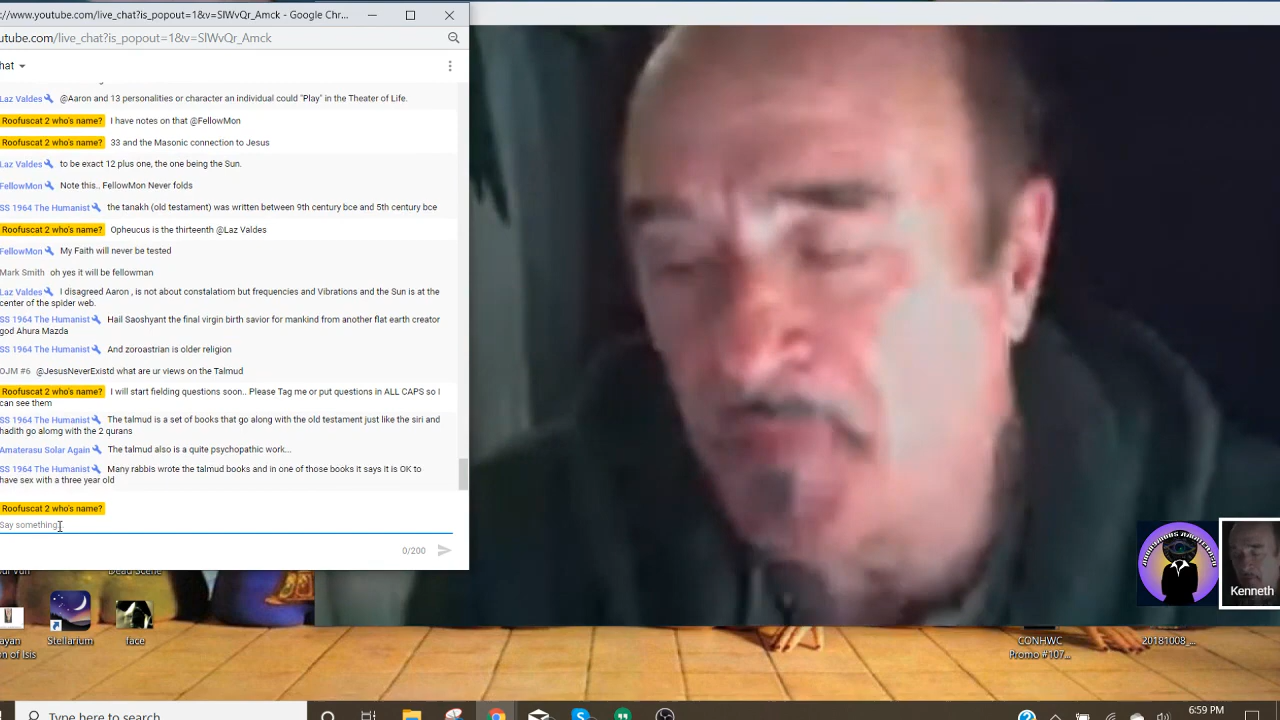 ://www.youtube.com/live_chat?is_popout=1&v=SlWvQr_Amck - Google Chr...
utube.com/live_chat?is_popout=1&v=SlWvQr_Amck
hat
Laz Valdes @Aaron and 13 personalities or character an individual could "Play" in the Theater of Life.
Roofuscat 2 who's name? I have notes on that @FellowMon
Roofuscat 2 who's name? 33 and the Masonic connection to Jesus
Laz Valdes to be exact 12 plus one, the one being the Sun.
FellowMon Note this.. FellowMon Never folds
SS 1964 The Humanist the tanakh (old testament) was written between 9th century bce and 5th century bce
Roofuscat 2 who's name? Opheucus is the thirteenth @Laz Valdes
FellowMon My Faith will never be tested
Mark Smith oh yes it will be fellowman
Laz Valdes I disagreed Aaron , is not about constalatiom but frequencies and Vibrations and the Sun is at the
center of the spider web.
SS 1964 The Humanist Hail Saoshyant the final virgin birth savior for mankind from another flat earth creator
god Ahura Mazda
SS 1964 The Humanist And zoroastrian is older religion
OJM #6 @JesusNeverExistd what are ur views on the Talmud
Roofuscat 2 who's name? I will start fielding questions soon.. Please Tag me or put questions in ALL CAPS so I
can see them
SS 1964 The Humanist The talmud is a set of books that go along with the old testament just like the siri and
hadith go alomg with the 2 qurans
Amaterasu Solar Again The talmud also is a quite psychopathic work...
SS 1964 The Humanist Many rabbis wrote the talmud books and in one of those books it says it is OK to
have sex with a three year old
Roofuscat 2 who's name?
Say something...
0/200
Kenneth
Dead Scene
ayan
on of Isis
Stellarium
face
CONHWC
Promo #107...
20181008_...
Type here to search
6:59 PM